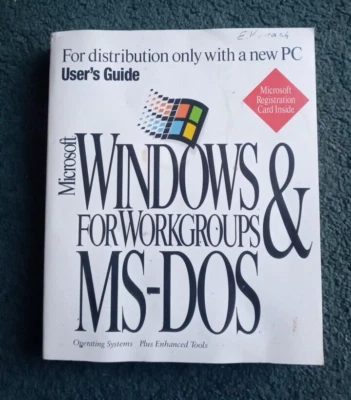 For distribution only with a new PC
User's Guide
Microsoft
Registration
Card Inside
Microsoft
WINDOWS
FOR WORKGROUPS
&
MS-DOS
Operating Systems Plus Enhanced Tools